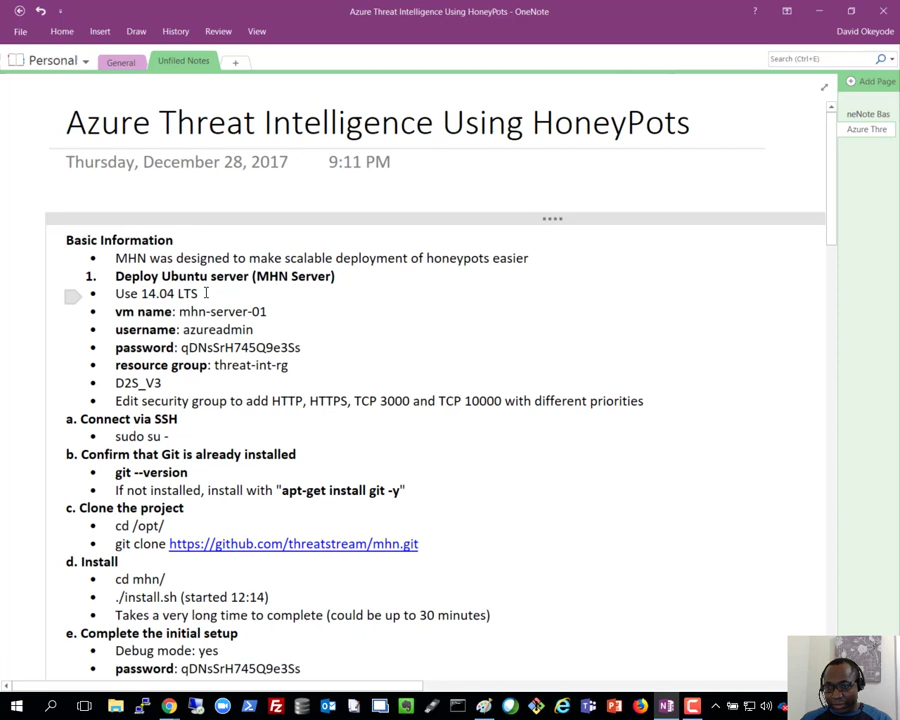 Azure Threat Intelligence Using HoneyPots - OneNote
?
File
Home
Insert
Draw
History
Review
View
David Okeyode
Personal
General
Unfiled Notes
+
Search (Ctrl+E)
Add Page
neNote Bas
Azure Thre
Azure Threat Intelligence Using HoneyPots
Thursday, December 28, 2017 9:11 PM
Basic Information
• MHN was designed to make scalable deployment of honeypots easier
1. Deploy Ubuntu server (MHN Server)
• Use 14.04 LTS
• vm name: mhn-server-01
• username: azureadmin
• password: qDNsSrH745Q9e3Ss
• resource group: threat-int-rg
• D2S_V3
• Edit security group to add HTTP, HTTPS, TCP 3000 and TCP 10000 with different priorities
a. Connect via SSH
• sudo su -
b. Confirm that Git is already installed
• git --version
• If not installed, install with "apt-get install git -y"
c. Clone the project
• cd /opt/
• git clone https://github.com/threatstream/mhn.git
d. Install
• cd mhn/
• ./install.sh (started 12:14)
• Takes a very long time to complete (could be up to 30 minutes)
e. Complete the initial setup
• Debug mode: yes
• password: qDNsSrH745Q9e3Ss